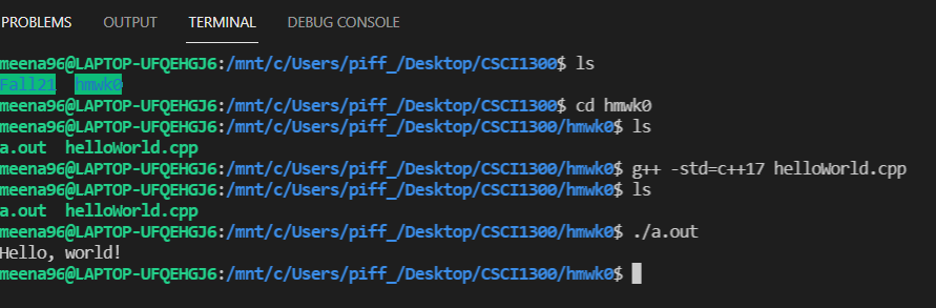 PROBLEMS OUTPUT TERMINAL DEBUG CONSOLE
meena96@LAPTOP-UFQEHGJ6:/mnt/c/Users/piff_/Desktop/CSCI1300$ ls
Fall21 hmwk0
meena96@LAPTOP-UFQEHGJ6:/mnt/c/Users/piff_/Desktop/CSCI1300$ cd hmwk0
meena96@LAPTOP-UFQEHGJ6:/mnt/c/Users/piff_/Desktop/CSCI1300/hmwk0$ ls
a.out helloWorld.cpp
meena96@LAPTOP-UFQEHGJ6:/mnt/c/Users/piff_/Desktop/CSCI1300/hmwk0$ g++ -std=c++17 helloWorld.cpp
meena96@LAPTOP-UFQEHGJ6:/mnt/c/Users/piff_/Desktop/CSCI1300/hmwk0$ ls
a.out helloWorld.cpp
meena96@LAPTOP-UFQEHGJ6:/mnt/c/Users/piff_/Desktop/CSCI1300/hmwk0$ ./a.out
Hello, world!
meena96@LAPTOP-UFQEHGJ6:/mnt/c/Users/piff_/Desktop/CSCI1300/hmwk0$